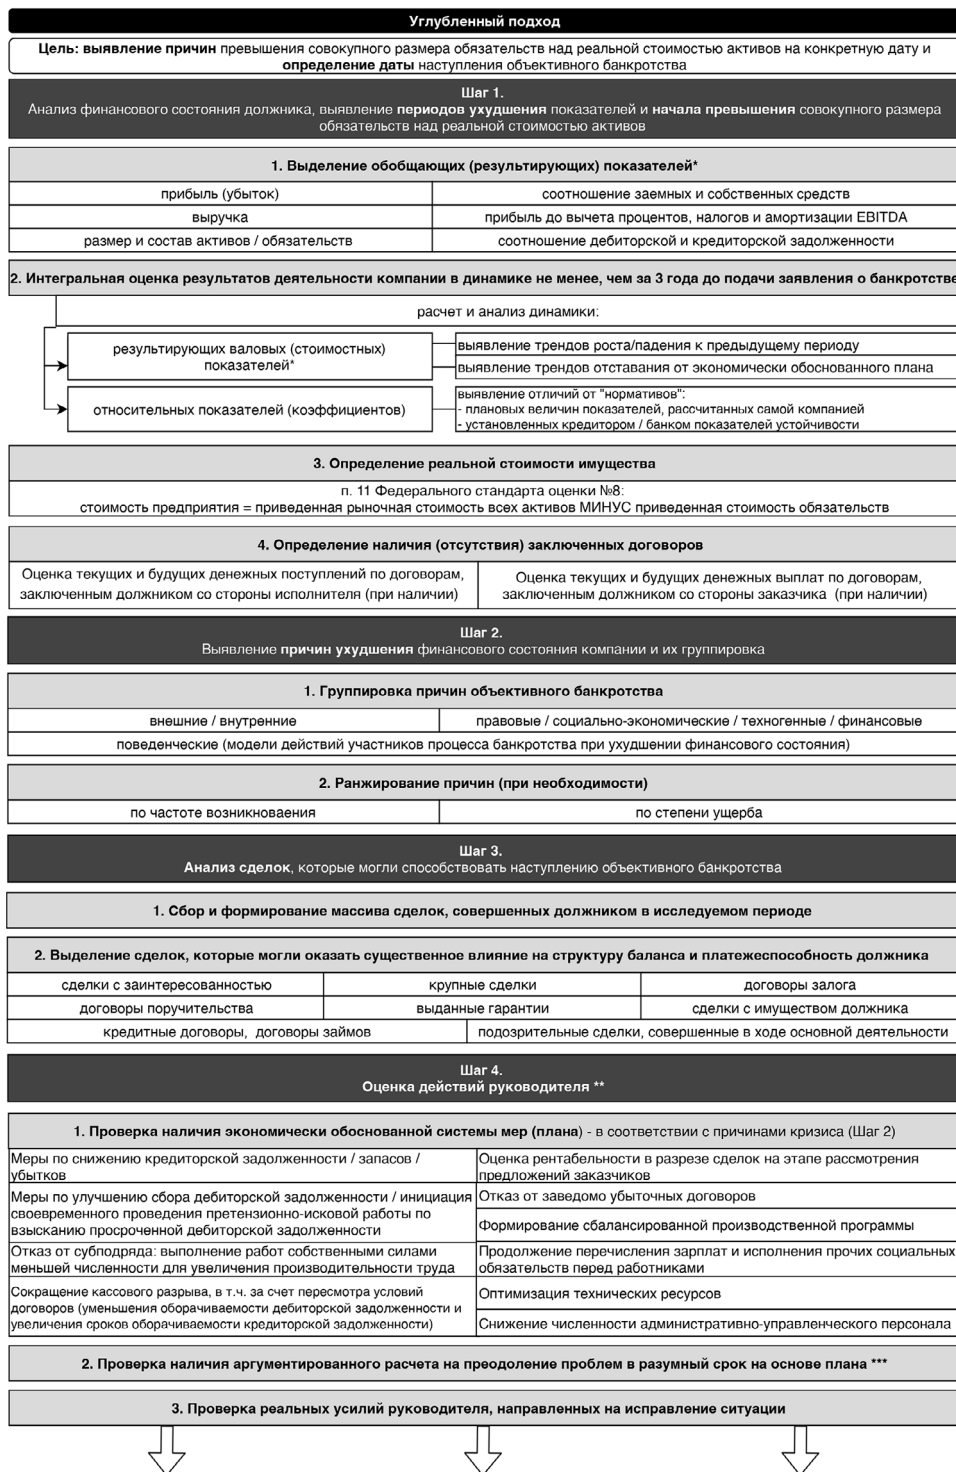 Углубленный подход
Цель: выявление причин превышения совокупного размера обязательств над реальной стоимостью активов на конкретную дату и
определение даты наступления объективного банкротства
Шаг 1.
Анализ финансового состояния должника, выявление периодов ухудшения показателей и начала превышения совокупного размера
обязательств над реальной стоимостью активов
1. Выделение обобщающих (результирующих) показателей*
прибыль (убыток)
соотношение заемных и собственных средств
выручка
прибыль до вычета процентов, налогов и амортизации EBITDA
размер и состав активов / обязательств
соотношение дебиторской и кредиторской задолженности
2. Интегральная оценка результатов деятельности компании в динамике не менее, чем за 3 года до подачи заявления о банкротстве
расчет и анализ динамики:
результирующих валовых (стоимостных)
показателей*
выявление трендов роста/падения к предыдущему периоду
выявление трендов отставания от экономически обоснованного плана
относительных показателей (коэффициентов)
выявление отличий от "нормативов":
- плановых величин показателей, рассчитанных самой компанией
- установленных кредитором / банком показателей устойчивости
3. Определение реальной стоимости имущества
п. 11 Федерального стандарта оценки №8:
стоимость предприятия = приведенная рыночная стоимость всех активов МИНУС приведенная стоимость обязательств
4. Определение наличия (отсутствия) заключенных договоров
Оценка текущих и будущих денежных поступлений по договорам,
заключенным должником со стороны исполнителя (при наличии)
Оценка текущих и будущих денежных выплат по договорам,
заключенным должником со стороны заказчика (при наличии)
Шаг 2.
Выявление причин ухудшения финансового состояния компании и их группировка
1. Группировка причин объективного банкротства
внешние / внутренние
правовые / социально-экономические / техногенные / финансовые
поведенческие (модели действий участников процесса банкротства при ухудшении финансового состояния)
2. Ранжирование причин (при необходимости)
по частоте возникноваения
по степени ущерба
Шаг 3.
Анализ сделок, которые могли способствовать наступлению объективного банкротства
1. Сбор и формирование массива сделок, совершенных должником в исследуемом периоде
2. Выделение сделок, которые могли оказать существенное влияние на структуру баланса и платежеспособность должника
сделки с заинтересованностью
крупные сделки
договоры залога
договоры поручительства
выданные гарантии
сделки с имуществом должника
кредитные договоры, договоры займов
подозрительные сделки, совершенные в ходе основной деятельности
Шаг 4.
Оценка действий руководителя **
1. Проверка наличия экономически обоснованной системы мер (плана) - в соответствии с причинами кризиса (Шаг 2)
Меры по снижению кредиторской задолженности / запасов /
убытков
Оценка рентабельности в разрезе сделок на этапе рассмотрения
предложений заказчиков
Меры по улучшению сбора дебиторской задолженности / инициация
своевременного проведения претензионно-исковой работы по
взысканию просроченной дебиторской задолженности
Отказ от заведомо убыточных договоров
Формирование сбалансированной производственной программы
Отказ от субподряда: выполнение работ собственными силами
меньшей численности для увеличения производительности труда
Продолжение перечисления зарплат и исполнения прочих социальных
обязательств перед работниками
Сокращение кассового разрыва, в т.ч. за счет пересмотра условий
договоров (уменьшения оборачиваемости дебиторской задолженности и
увеличения сроков оборачиваемости кредиторской задолженности)
Оптимизация технических ресурсов
Снижение численности административно-управленческого персонала
2. Проверка наличия аргументированного расчета на преодоление проблем в разумный срок на основе плана ***
3. Проверка реальных усилий руководителя, направленных на исправление ситуации